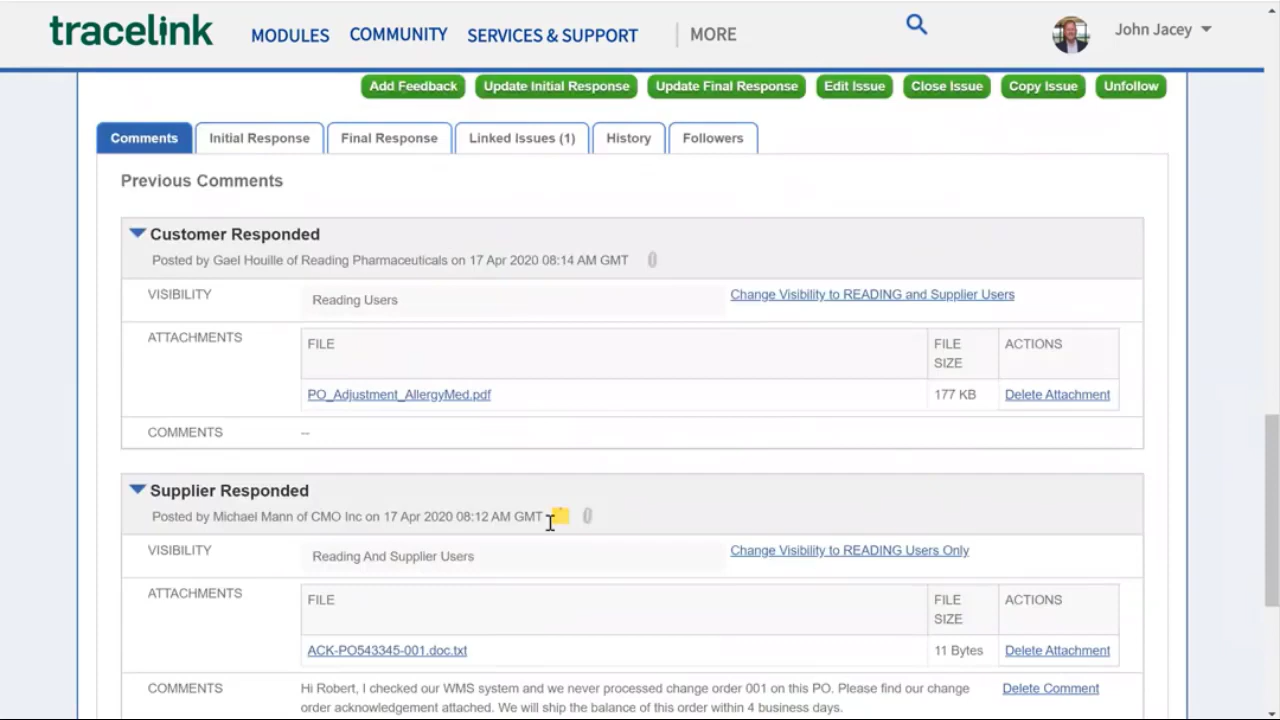 tracelink MODULES COMMUNITY SERVICES & SUPPORT MORE John Jacey
Add Feedback Update Initial Response Update Final Response Edit Issue Close Issue Copy Issue Unfollow
Comments Initial Response Final Response Linked Issues (1) History Followers
Previous Comments
Customer Responded
Posted by Gael Houille of Reading Pharmaceuticals on 17 Apr 2020 08:14 AM GMT
VISIBILITY Reading Users Change Visibility to READING and Supplier Users
ATTACHMENTS FILE FILE SIZE ACTIONS
PO_Adjustment_AllergyMed.pdf 177 KB Delete Attachment
COMMENTS --
Supplier Responded
Posted by Michael Mann of CMO Inc on 17 Apr 2020 08:12 AM GMT
VISIBILITY Reading And Supplier Users Change Visibility to READING Users Only
ATTACHMENTS FILE FILE SIZE ACTIONS
ACK-PO543345-001.doc.txt 11 Bytes Delete Attachment
COMMENTS Hi Robert, I checked our WMS system and we never processed change order 001 on this PO. Please find our change Delete Comment
order acknowledgement attached. We will ship the balance of this order within 4 business days.